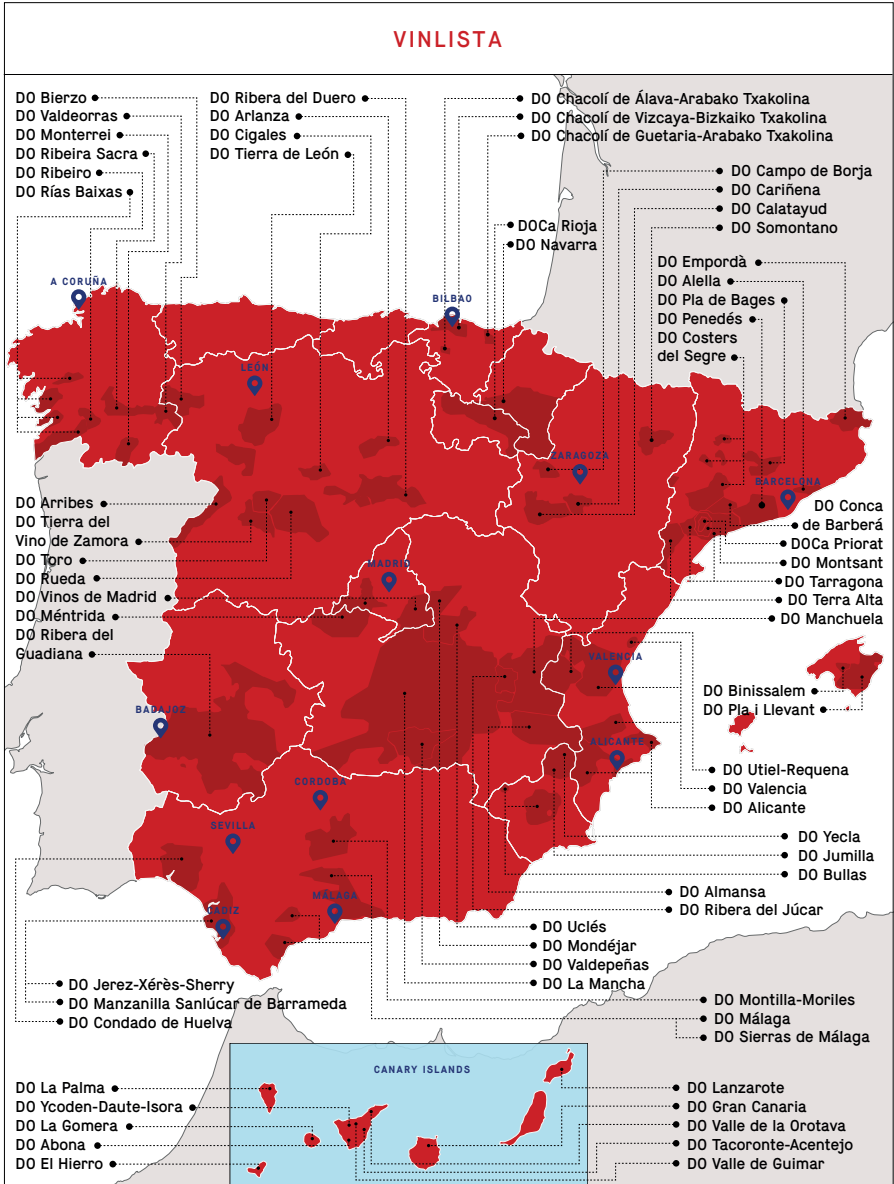 VINLISTA
DO Bierzo
DO Valdeorras
DO Monterrei
DO Ribeira Sacra
DO Ribeiro
DO Rías Baixas
DO Ribera del Duero
DO Arlanza
DO Cigales
DO Tierra de León
DO Chacolí de Álava-Arabako Txakolina
DO Chacolí de Vizcaya-Bizkaiko Txakolina
DO Chacolí de Guetaria-Arabako Txakolina
DO Campo de Borja
DO Cariñena
DO Calatayud
DO Somontano
DOCa Rioja
DO Navarra
DO Empordà
DO Alella
DO Pla de Bages
DO Penedés
DO Costers
del Segre
A CORUÑA
BILBAO
LEÓN
ZARAGOZA
BARCELONA
DO Arribes
DO Tierra del
Vino de Zamora
DO Toro
DO Rueda
DO Vinos de Madrid
DO Méntrida
DO Ribera del
Guadiana
MADRID
DO Conca
de Barberá
DOCa Priorat
DO Montsant
DO Tarragona
DO Terra Alta
DO Manchuela
VALENCIA
BADAJOZ
ALICANTE
DO Binissalem
DO Pla i Llevant
CORDOBA
SEVILLA
MÁLAGA
CÁDIZ
DO Utiel-Requena
DO Valencia
DO Alicante
DO Yecla
DO Jumilla
DO Bullas
DO Almansa
DO Ribera del Júcar
DO Uclés
DO Mondéjar
DO Valdepeñas
DO La Mancha
DO Jerez-Xérès-Sherry
DO Manzanilla Sanlúcar de Barrameda
DO Condado de Huelva
DO Montilla-Moriles
DO Málaga
DO Sierras de Málaga
CANARY ISLANDS
DO La Palma
DO Ycoden-Daute-Isora
DO La Gomera
DO Abona
DO El Hierro
DO Lanzarote
DO Gran Canaria
DO Valle de la Orotava
DO Tacoronte-Acentejo
DO Valle de Guimar